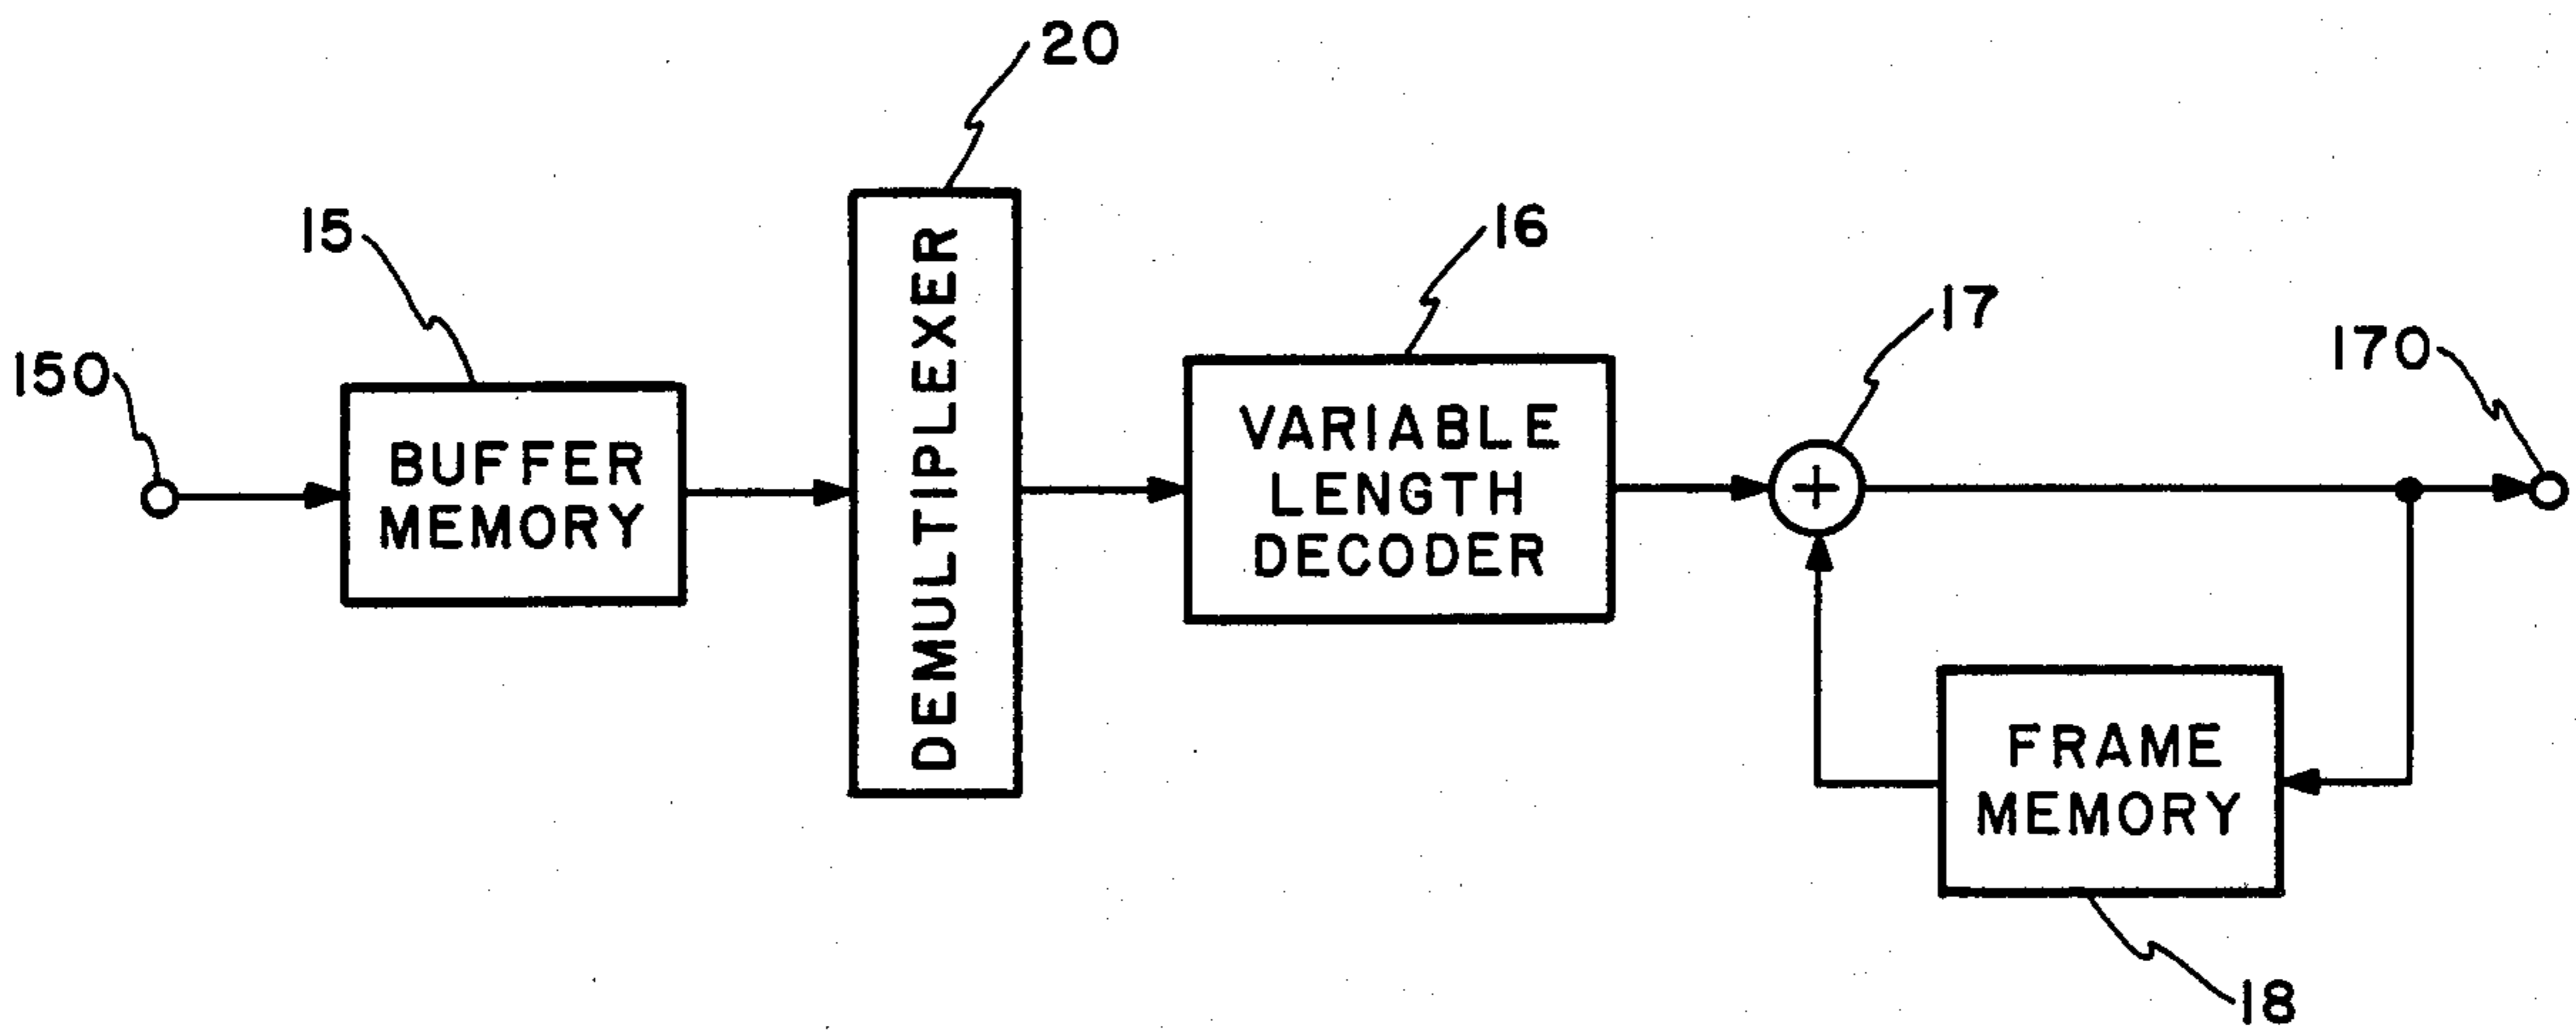 20
15
16
17
150
170
BUFFER
MEMORY
DEMULTIPLEXER
VARIABLE
LENGTH
DECODER
+
FRAME
MEMORY
18